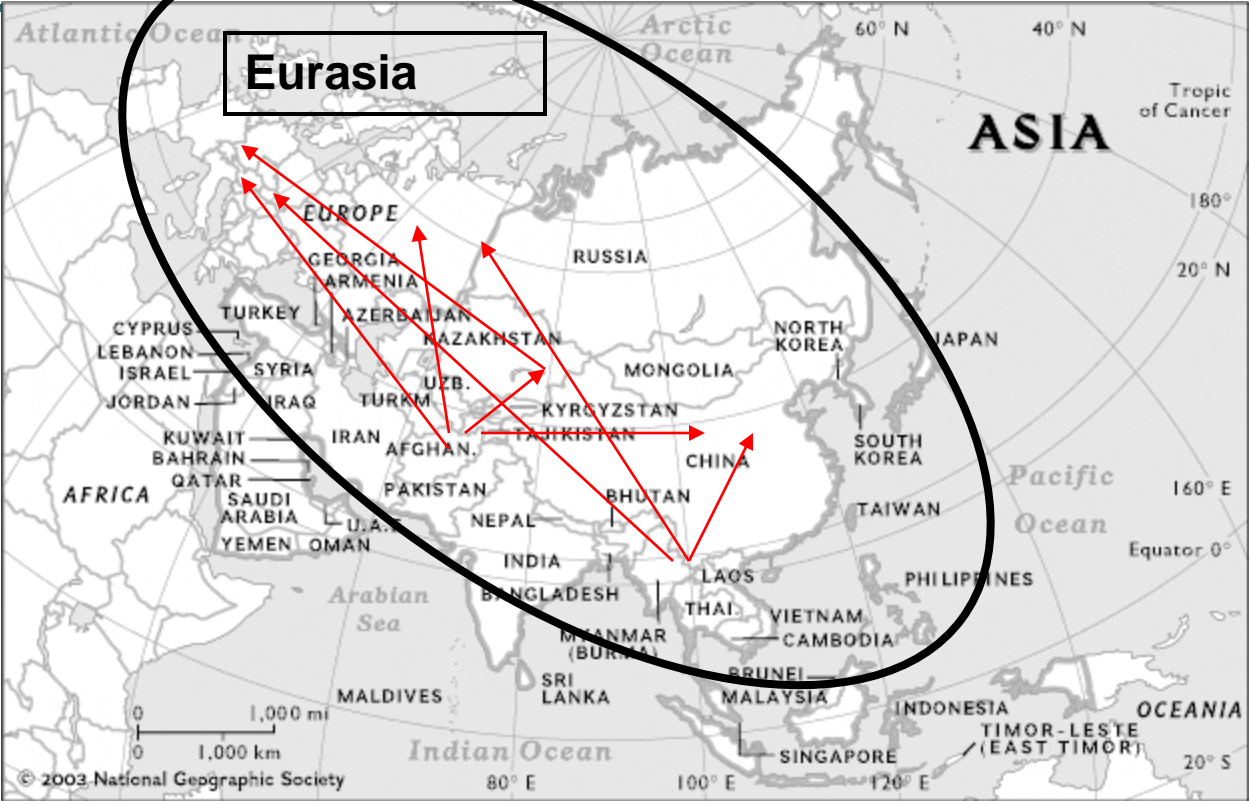 Atlantic Ocean
Eurasia
Arctic
Ocean
60° N
40° N
Tropic
of Cancer
ASIA
180°
EUROPE
GEORGIA
ARMENIA
RUSSIA
20° N
TURKEY
AZERBAIJAN
CYPRUS
LEBANON
ISRAEL
JORDAN
SYRIA
IRAQ
KAZAKHSTAN
UZB.
TURKM.
MONGOLIA
NORTH
KOREA
JAPAN
KYRGYZSTAN
TAJIKISTAN
KUWAIT
BAHRAIN
QATAR
IRAN
AFGHAN.
CHINA
SOUTH
KOREA
AFRICA
SAUDI
ARABIA
U.A.E.
YEMEN
OMAN
PAKISTAN
NEPAL
BHUTAN
INDIA
BANGLADESH
TAIWAN
Pacific
Ocean
160° E
Equator 0°
Arabian
Sea
LAOS
THAI.
MYANMAR
(BURMA)
VIETNAM
CAMBODIA
PHILIPPINES
SRI
LANKA
MALDIVES
BRUNEI
MALAYSIA
INDONESIA
OCEANIA
TIMOR-LESTE
(EAST TIMOR)
SINGAPORE
0 1,000 mi
0 1,000 km
Indian Ocean
© 2003 National Geographic Society
80° E
100° E
120° E
20° S